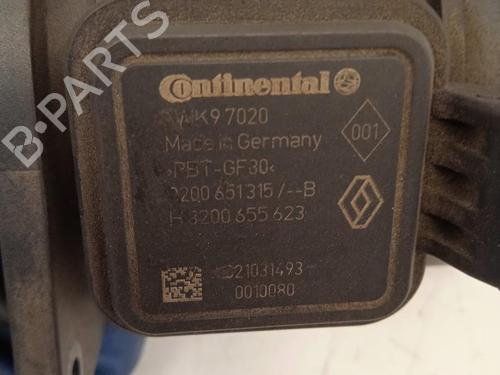 Continental
5WK9 7020
Made in Germany
001
>PBT-GF30<
8200 651 315 /--B
H 8200 655 623
21031493
0010080
B-Parts